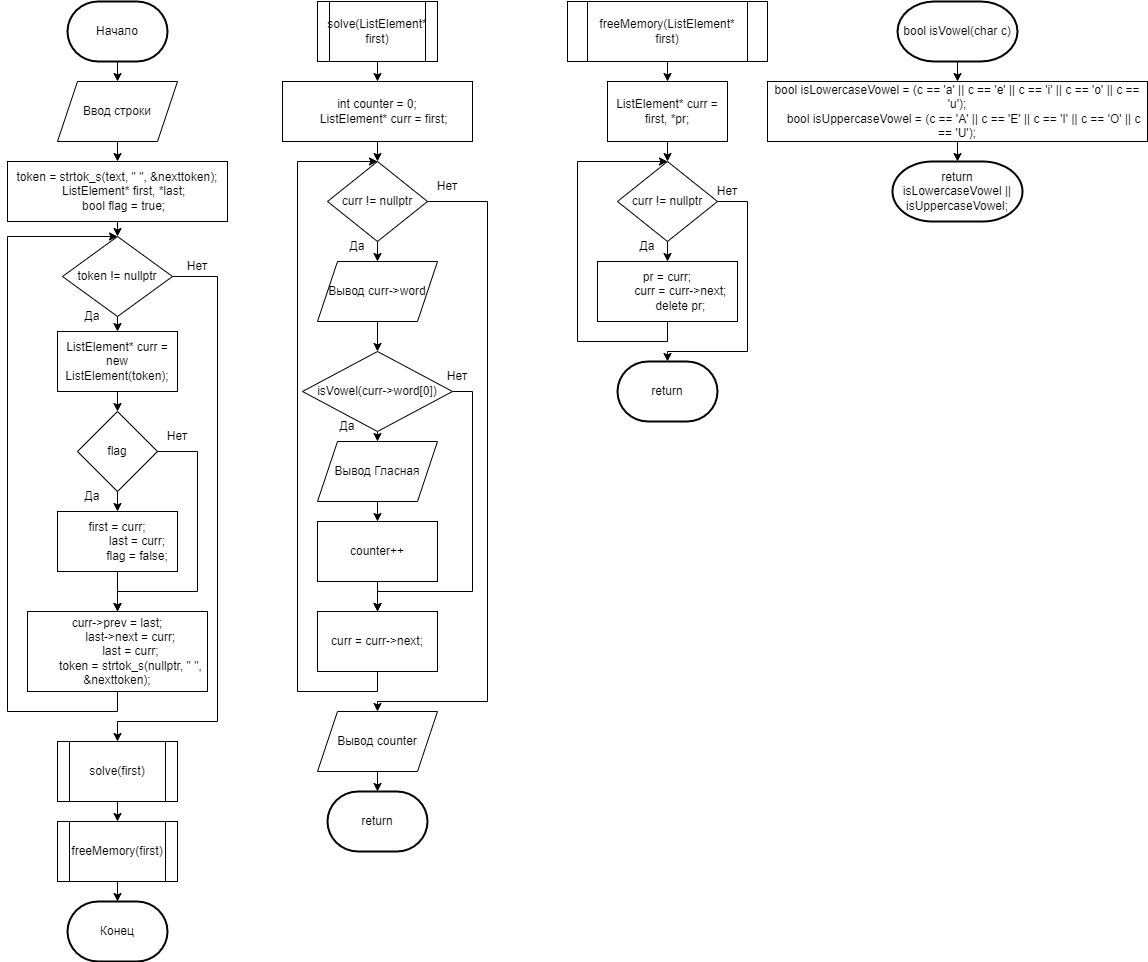 Начало
Ввод строки
token = strtok_s(text, " ", &nexttoken);
ListElement* first, *last;
bool flag = true;
token != nullptr
Нет
Да
ListElement* curr =
new
ListElement(token);
flag
Нет
Да
first = curr;
last = curr;
flag = false;
curr->prev = last;
last->next = curr;
last = curr;
token = strtok_s(nullptr, " ",
&nexttoken);
solve(first)
freeMemory(first)
Конец
solve(ListElement*
first)
int counter = 0;
ListElement* curr = first;
curr != nullptr
Нет
Да
Вывод curr->word
isVowel(curr->word[0])
Нет
Да
Вывод Гласная
counter++
curr = curr->next;
Вывод counter
return
freeMemory(ListElement*
first)
ListElement* curr =
first, *pr;
curr != nullptr
Нет
Да
pr = curr;
curr = curr->next;
delete pr;
return
bool isVowel(char c)
bool isLowercaseVowel = (c == 'a' || c == 'e' || c == 'i' || c == 'o' || c ==
'u');
bool isUppercaseVowel = (c == 'A' || c == 'E' || c == 'I' || c == 'O' || c
== 'U');
return
isLowercaseVowel ||
isUppercaseVowel;